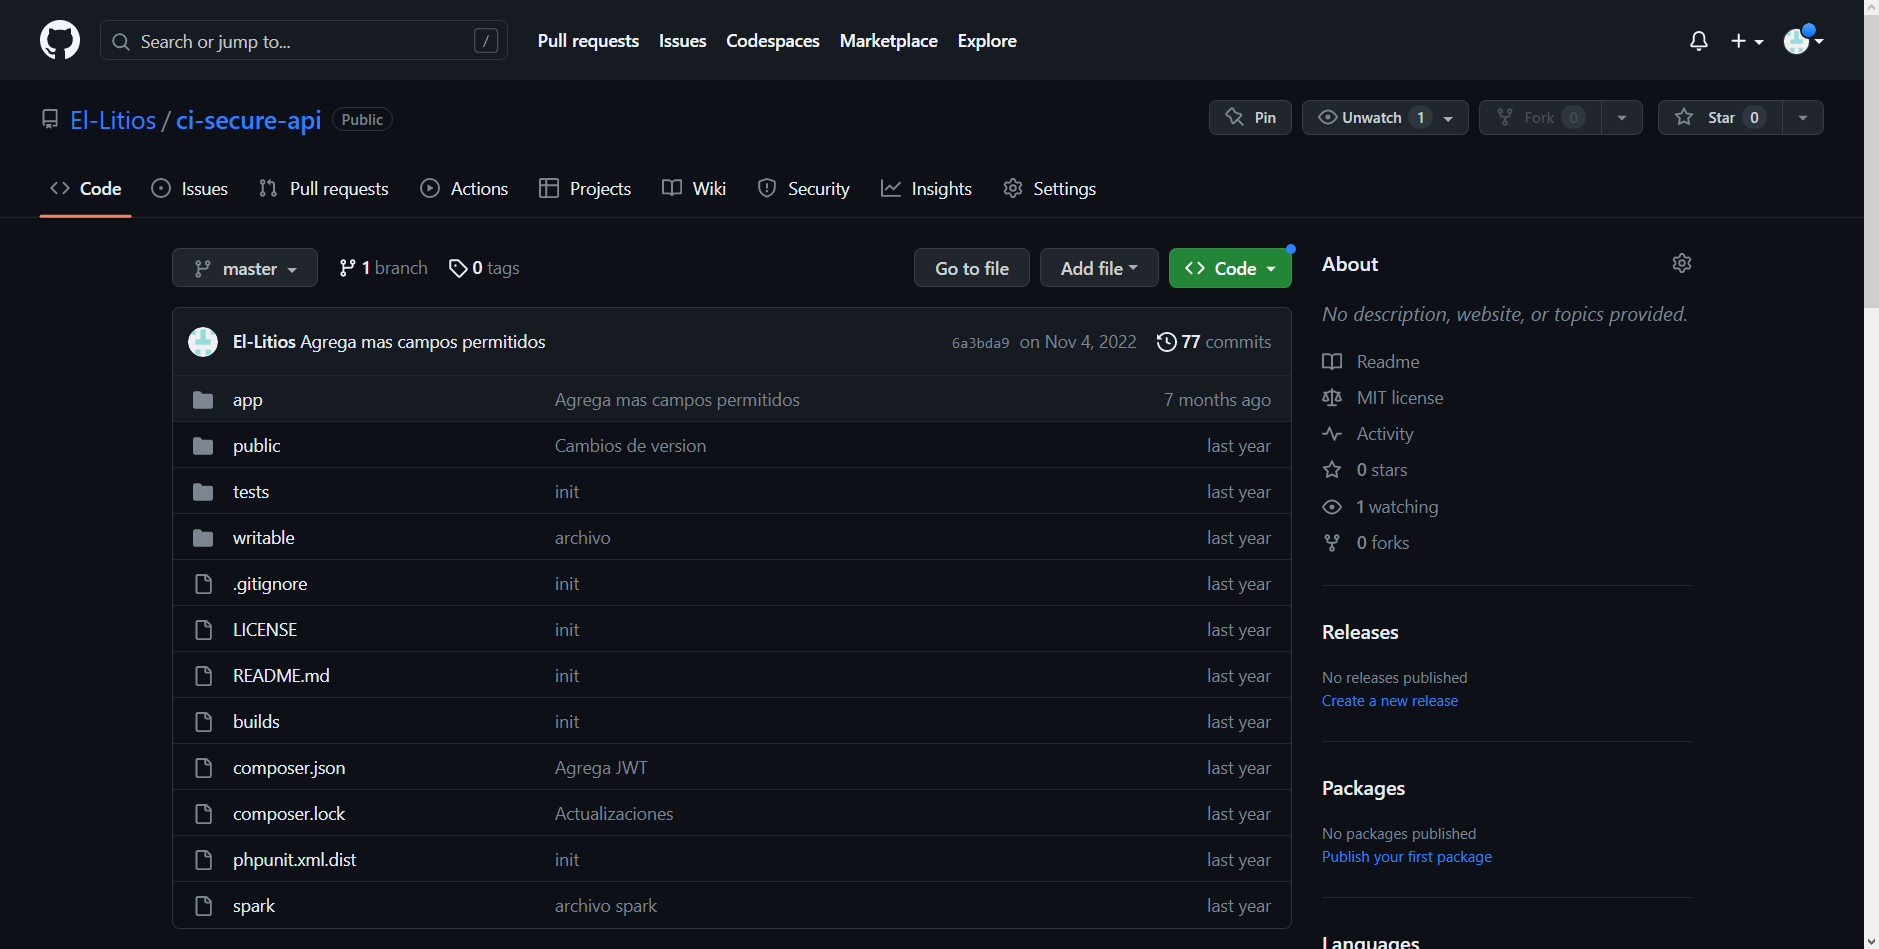 Search or jump to... / Pull requests Issues Codespaces Marketplace Explore
El-Litios / ci-secure-api Public Pin Unwatch 1 Fork 0 Star 0
Code Issues Pull requests Actions Projects Wiki Security Insights Settings
master 1 branch 0 tags Go to file Add file Code
El-Litios Agrega mas campos permitidos 6a3bda9 on Nov 4, 2022 77 commits
app Agrega mas campos permitidos 7 months ago
public Cambios de version last year
tests init last year
writable archivo last year
.gitignore init last year
LICENSE init last year
README.md init last year
builds init last year
composer.json Agrega JWT last year
composer.lock Actualizaciones last year
phpunit.xml.dist init last year
spark archivo spark last year
About
No description, website, or topics provided.
Readme
MIT license
Activity
0 stars
1 watching
0 forks
Releases
No releases published
Create a new release
Packages
No packages published
Publish your first package
Languages